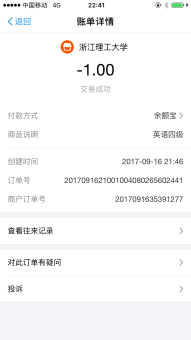 中国移动 4G 22:41
返回 账单详情
浙江理工大学
-1.00
交易成功
付款方式 余额宝
商品说明 英语四级
创建时间 2017-09-16 21:46
订单号 2017091621001004080265602441
商户订单号 2017091635391277
查看往来记录
对此订单有疑问
投诉